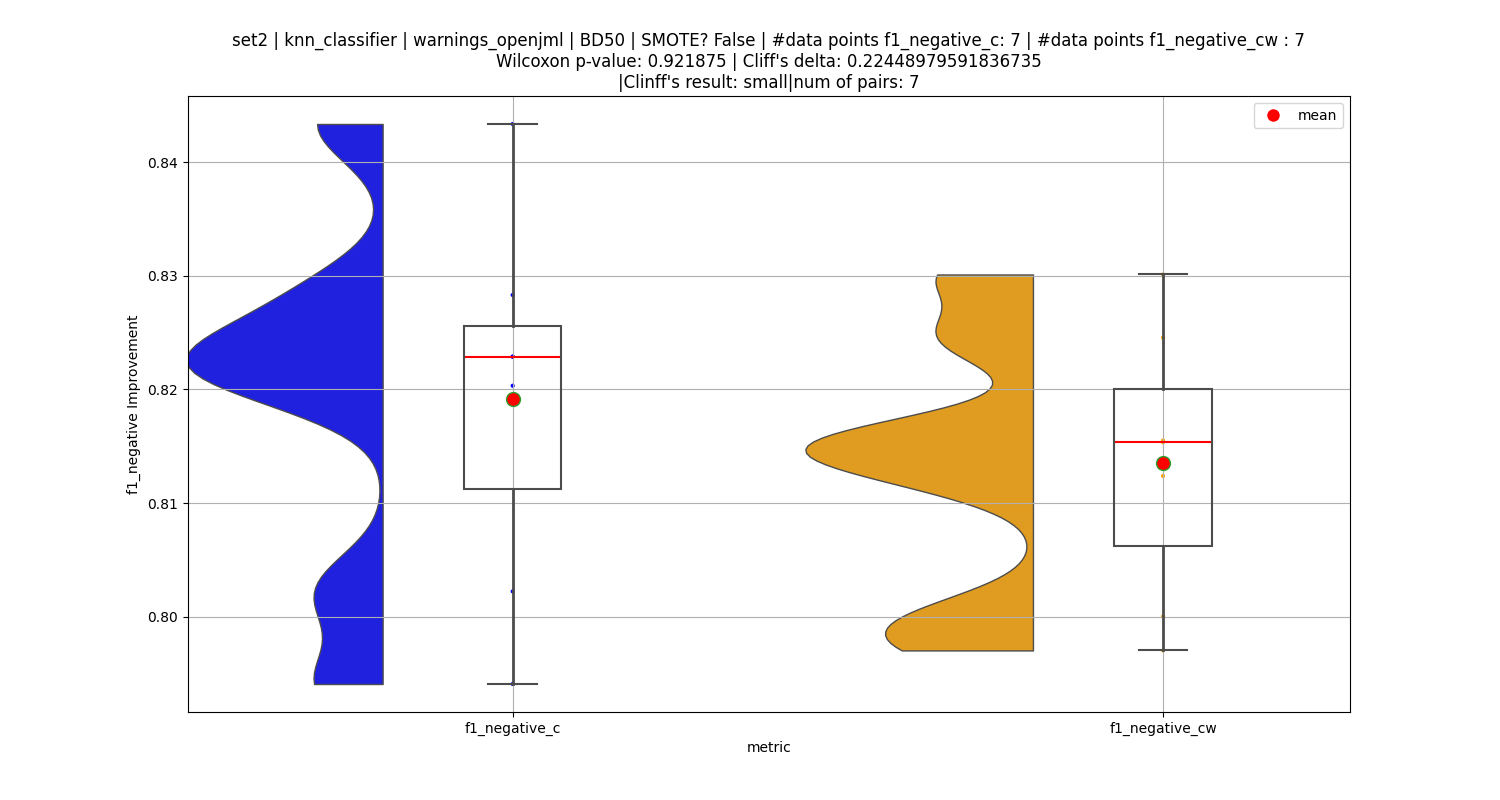 set2 | knn_classifier | warnings_openjml | BD50 | SMOTE? False | #data points f1_negative_c: 7 | #data points f1_negative_cw : 7
Wilcoxon p-value: 0.921875 | Cliff's delta: 0.22448979591836735
|Clinff's result: small|num of pairs: 7
mean
0.84
0.83
0.82
0.81
0.80
f1_negative Improvement
f1_negative_c
f1_negative_cw
metric